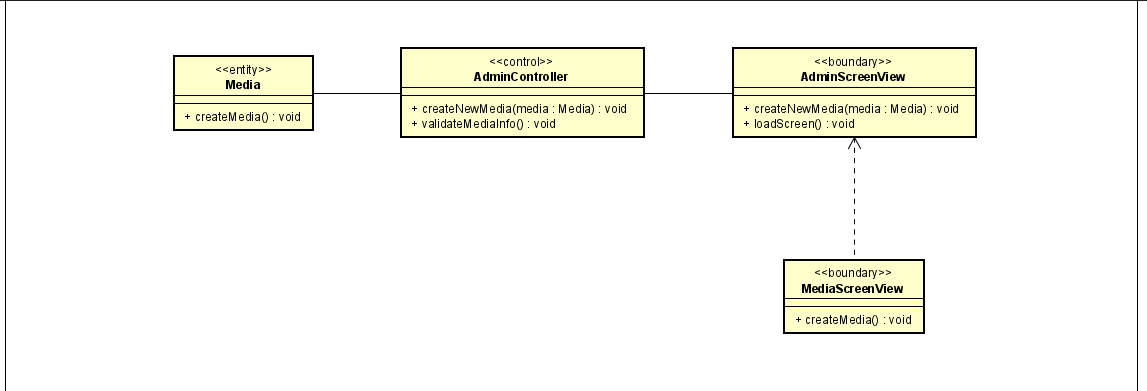 <<entity>>
Media
+ createMedia() : void
<<control>>
AdminController
+ createNewMedia(media : Media) : void
+ validateMediaInfo() : void
<<boundary>>
AdminScreenView
+ createNewMedia(media : Media) : void
+ loadScreen() : void
<<boundary>>
MediaScreenView
+ createMedia() : void